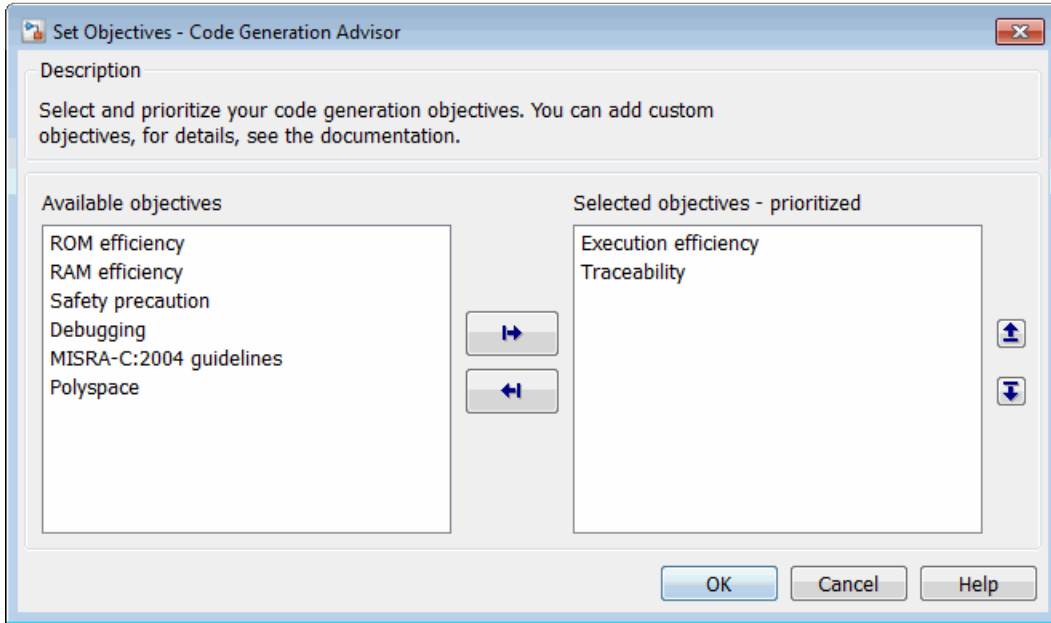 Set Objectives - Code Generation Advisor
Description
Select and prioritize your code generation objectives. You can add custom
objectives, for details, see the documentation.
Available objectives
ROM efficiency
RAM efficiency
Safety precaution
Debugging
MISRA-C:2004 guidelines
Polyspace
Selected objectives - prioritized
Execution efficiency
Traceability
OK
Cancel
Help